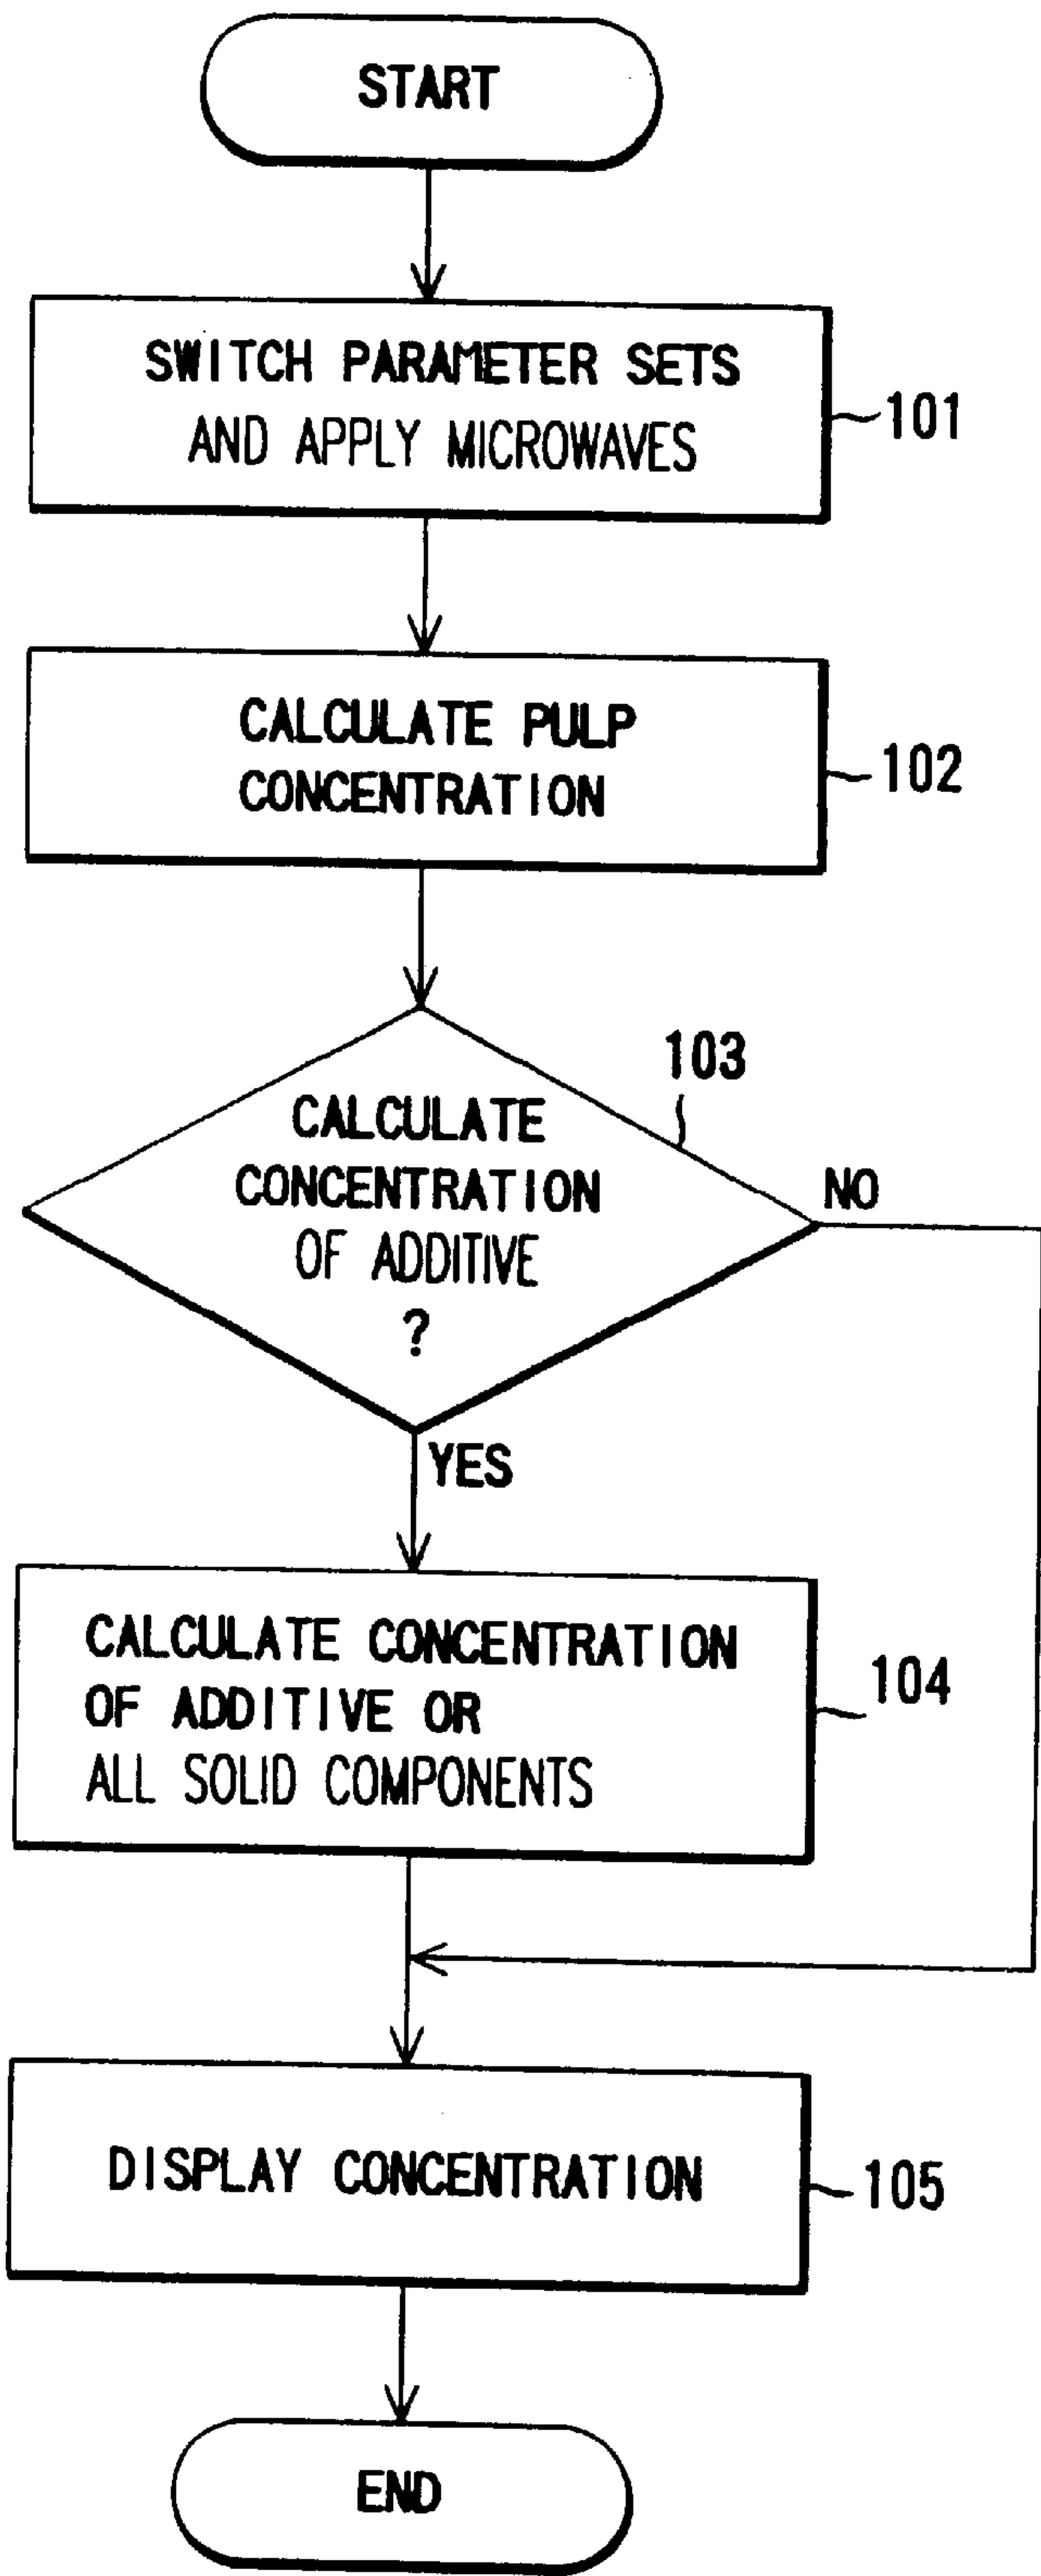 START
SWITCH PARAMETER SETS
AND APPLY MICROWAVES
101
CALCULATE PULP
CONCENTRATION
102
103
CALCULATE
CONCENTRATION
OF ADDITIVE
?
NO
YES
CALCULATE CONCENTRATION
OF ADDITIVE OR
ALL SOLID COMPONENTS
104
DISPLAY CONCENTRATION
105
END